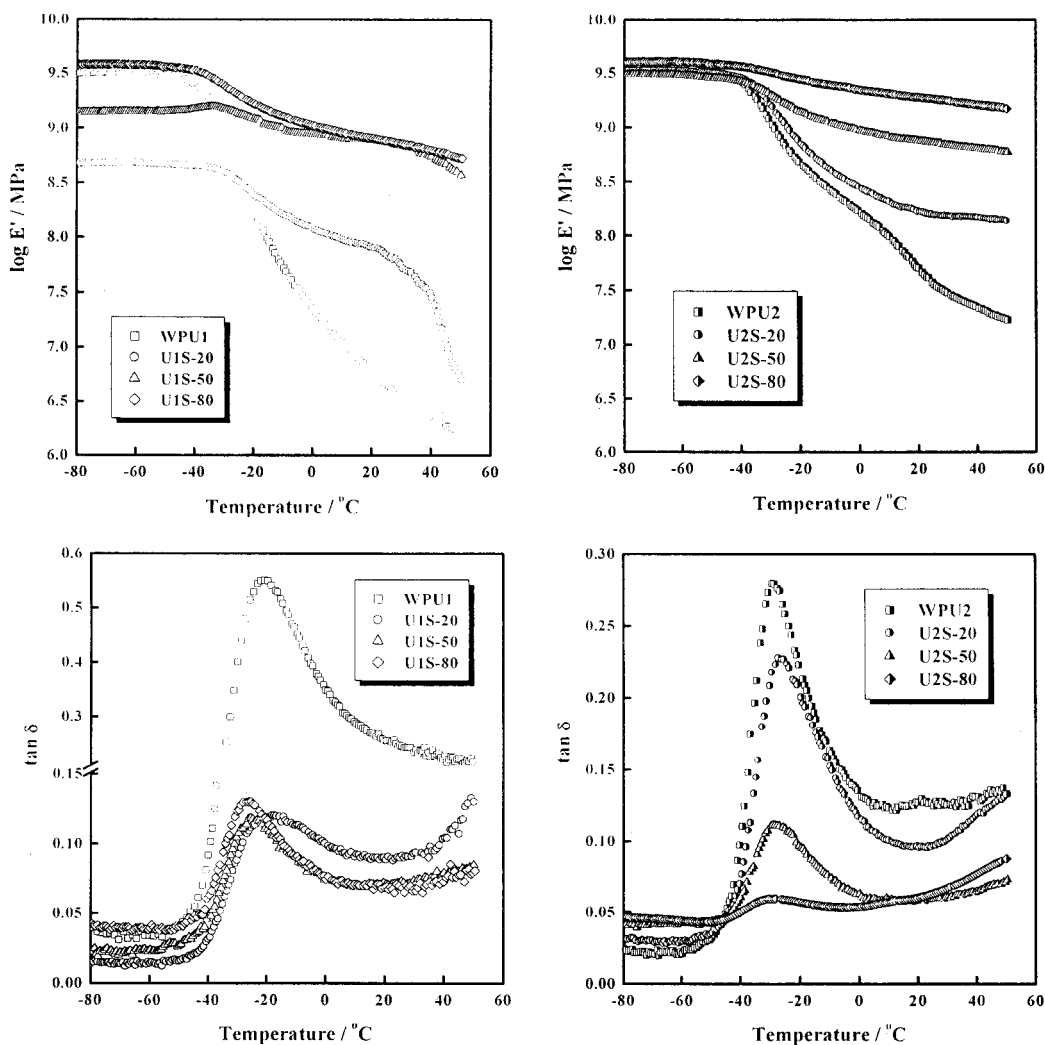 10.0
9.5
9.0
8.5
8.0
7.5
7.0
6.5
6.0
log E' / MPa
WPU1
U1S-20
U1S-50
U1S-80
-80 -60 -40 -20 0 20 40 60
Temperature / °C
10.0
9.5
9.0
8.5
8.0
7.5
7.0
6.5
6.0
log E' / MPa
WPU2
U2S-20
U2S-50
U2S-80
-80 -60 -40 -20 0 20 40 60
Temperature / °C
0.6
0.5
0.4
0.3
0.15
0.10
0.05
0.00
tan δ
WPU1
U1S-20
U1S-50
U1S-80
-80 -60 -40 -20 0 20 40 60
Temperature / °C
0.30
0.25
0.20
0.15
0.10
0.05
0.00
tan δ
WPU2
U2S-20
U2S-50
U2S-80
-80 -60 -40 -20 0 20 40 60
Temperature / °C